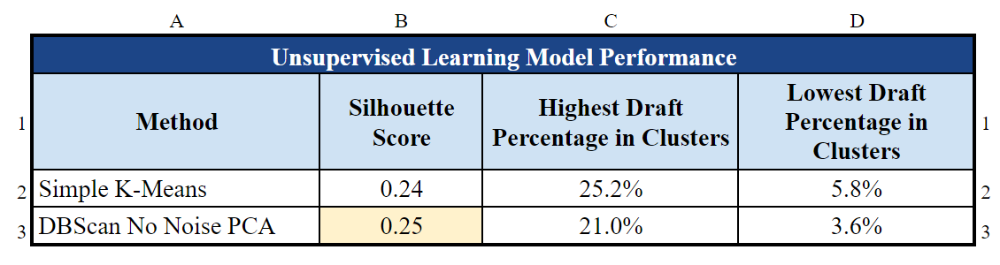 A B C D
Unsupervised Learning Model Performance
1 Method Silhouette Score Highest Draft Percentage in Clusters Lowest Draft Percentage in Clusters 1
2 Simple K-Means 0.24 25.2% 5.8% 2
3 DBScan No Noise PCA 0.25 21.0% 3.6% 3